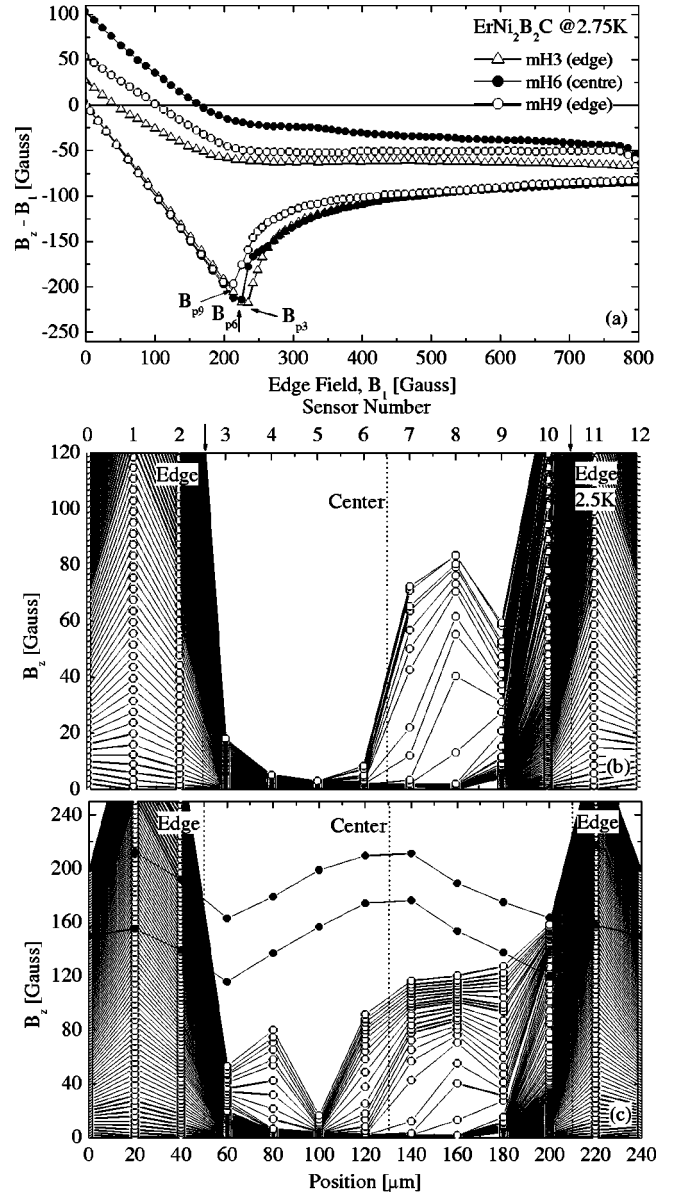 100
50
0
-50
-100
-150
-200
-250
B_z - B_1 [Gauss]
ErNi₂B₂C @2.75K
mH3 (edge)
mH6 (centre)
mH9 (edge)
B_p9
B_p6
B_p3
(a)
0 100 200 300 400 500 600 700 800
Edge Field, B_1 [Gauss]
Sensor Number
0 1 2 3 4 5 6 7 8 9 10 11 12
120
100
80
60
40
20
0
B_z [Gauss]
Edge
Center
Edge
2.5K
(b)
240
200
160
120
80
40
0
B_z [Gauss]
Edge
Center
Edge
(c)
0 20 40 60 80 100 120 140 160 180 200 220 240
Position [μm]